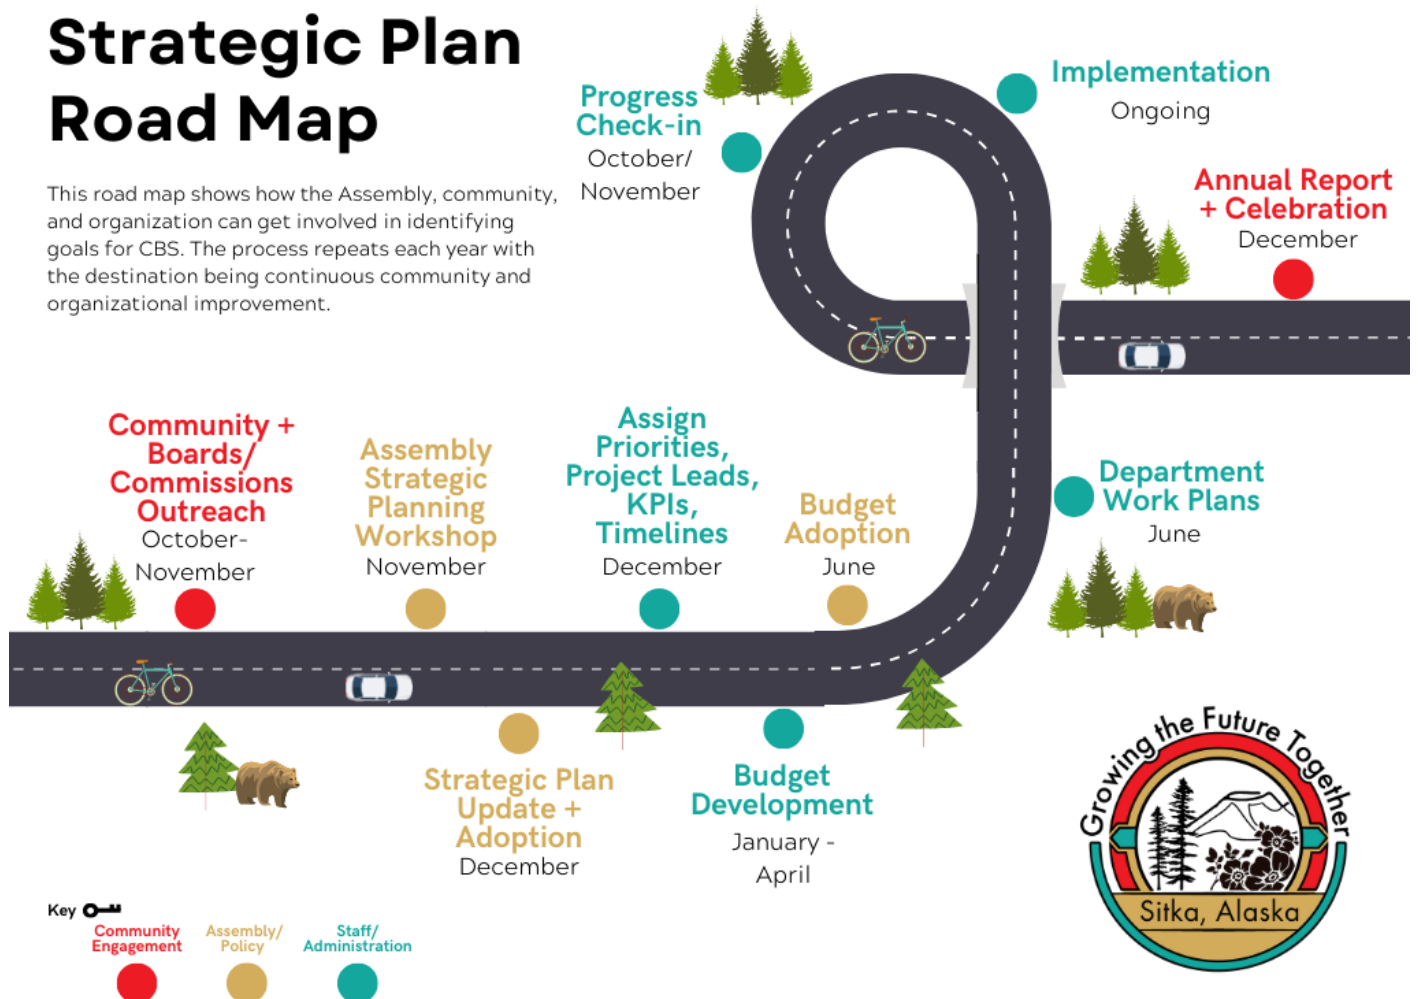 Strategic Plan
Road Map
This road map shows how the Assembly, community,
and organization can get involved in identifying
goals for CBS. The process repeats each year with
the destination being continuous community and
organizational improvement.
Progress
Check-in
October/
November
Implementation
Ongoing
Annual Report
+ Celebration
December
Community +
Boards/
Commissions
Outreach
October-
November
Assembly
Strategic
Planning
Workshop
November
Assign
Priorities,
Project Leads,
KPIs,
Timelines
December
Budget
Adoption
June
Department
Work Plans
June
Strategic Plan
Update +
Adoption
December
Budget
Development
January -
April
Key
Community
Engagement
Assembly/
Policy
Staff/
Administration
Growing the Future Together
Sitka, Alaska